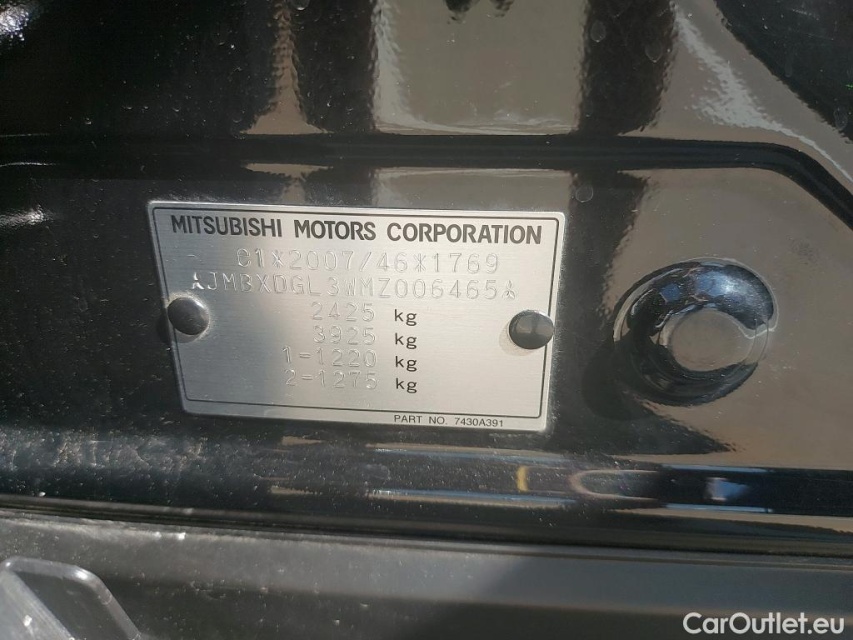 MITSUBISHI MOTORS CORPORATION
01*2007/46*1769
JMBXDGL3WMZ006465
2425 kg
3925 kg
1-1220 kg
2-1275 kg
PART NO. 7430A391
CarOutlet.eu